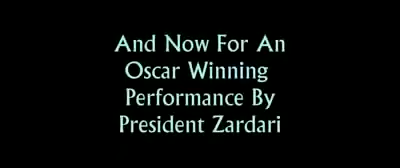 And Now For An
Oscar Winning
Performance By
President Zardari